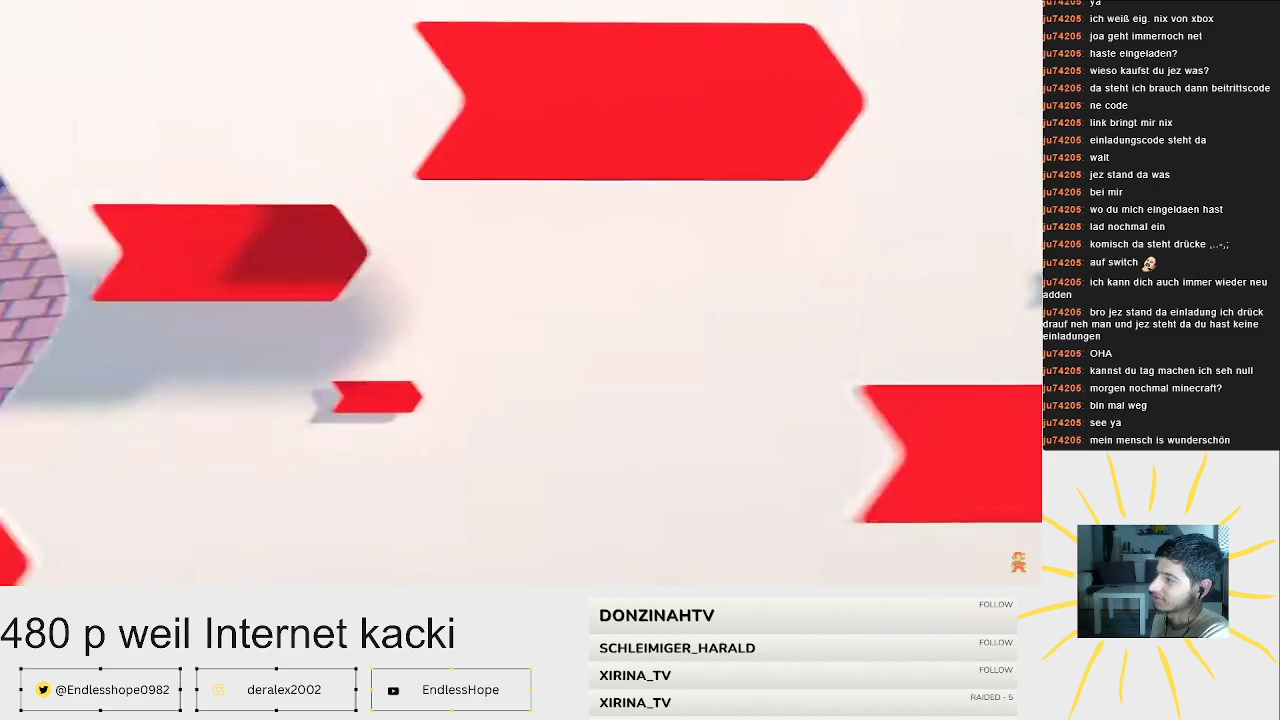 ju74205: ya
ju74205: ich weiß eig. nix von xbox
ju74205: joa geht immernoch net
ju74205: haste eingeladen?
ju74205: wieso kaufst du jez was?
ju74205: da steht ich brauch dann beitrittscode
ju74205: ne code
ju74205: link bringt mir nix
ju74205: einladungscode steht da
ju74205: wait
ju74205: jez stand da was
ju74205: bei mir
ju74205: wo du mich eingeldaen hast
ju74205: lad nochmal ein
ju74205: komisch da steht drücke ,..-,;
ju74205: auf switch
ju74205: ich kann dich auch immer wieder neu
adden
ju74205: bro jez stand da einladung ich drück
drauf neh man und jez steht da du hast keine
einladungen
ju74205: OHA
ju74205: kannst du tag machen ich seh null
ju74205: morgen nochmal minecraft?
ju74205: bin mal weg
ju74205: see ya
ju74205: mein mensch is wunderschön
480 p weil Internet kacki
@Endlesshope0982
deralex2002
EndlessHope
DONZINAHTV FOLLOW
SCHLEIMIGER_HARALD FOLLOW
XIRINA_TV FOLLOW
XIRINA_TV RAIDED - 5